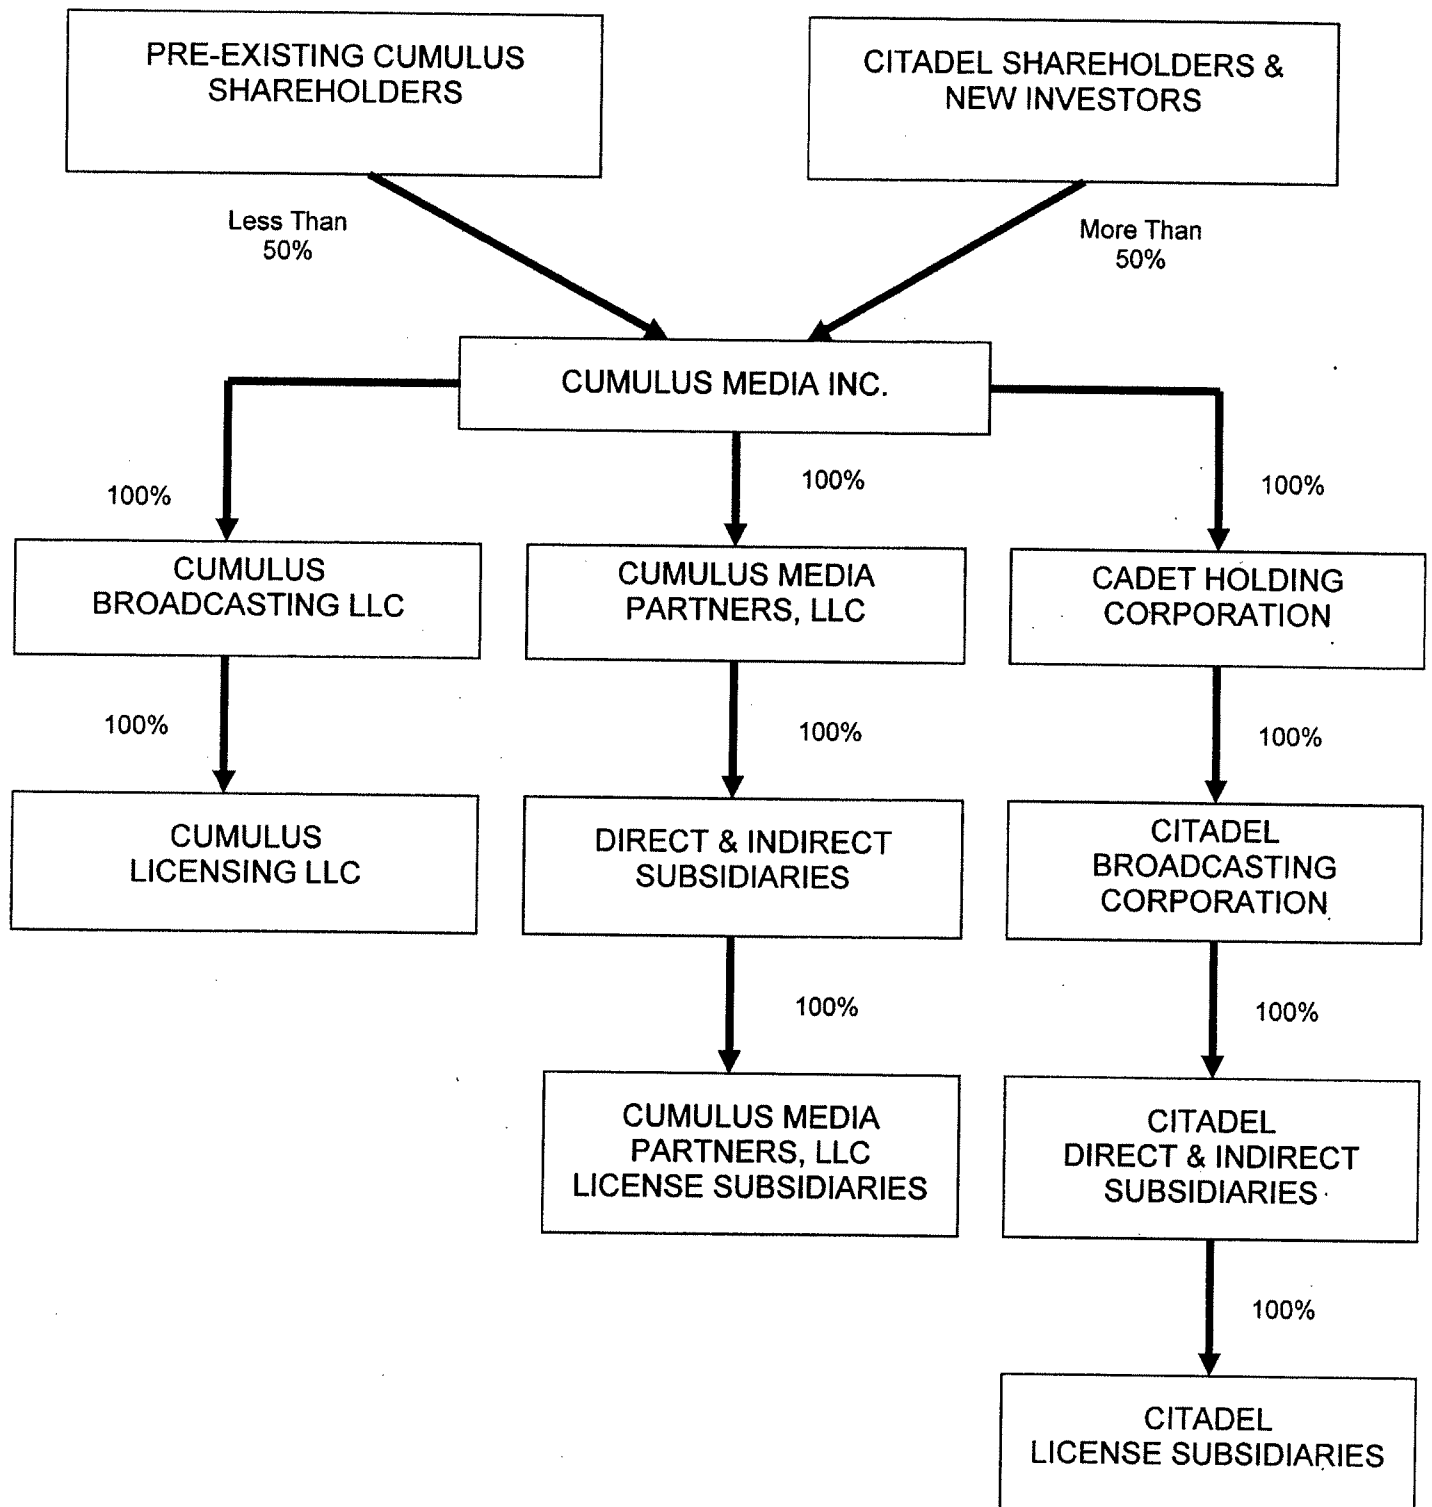 PRE-EXISTING CUMULUS
SHAREHOLDERS
CITADEL SHAREHOLDERS &
NEW INVESTORS
Less Than
50%
More Than
50%
CUMULUS MEDIA INC.
100%
100%
100%
CUMULUS
BROADCASTING LLC
CUMULUS MEDIA
PARTNERS, LLC
CADET HOLDING
CORPORATION
100%
100%
100%
CUMULUS
LICENSING LLC
DIRECT & INDIRECT
SUBSIDIARIES
CITADEL
BROADCASTING
CORPORATION
100%
100%
CUMULUS MEDIA
PARTNERS, LLC
LICENSE SUBSIDIARIES
CITADEL
DIRECT & INDIRECT
SUBSIDIARIES
100%
CITADEL
LICENSE SUBSIDIARIES